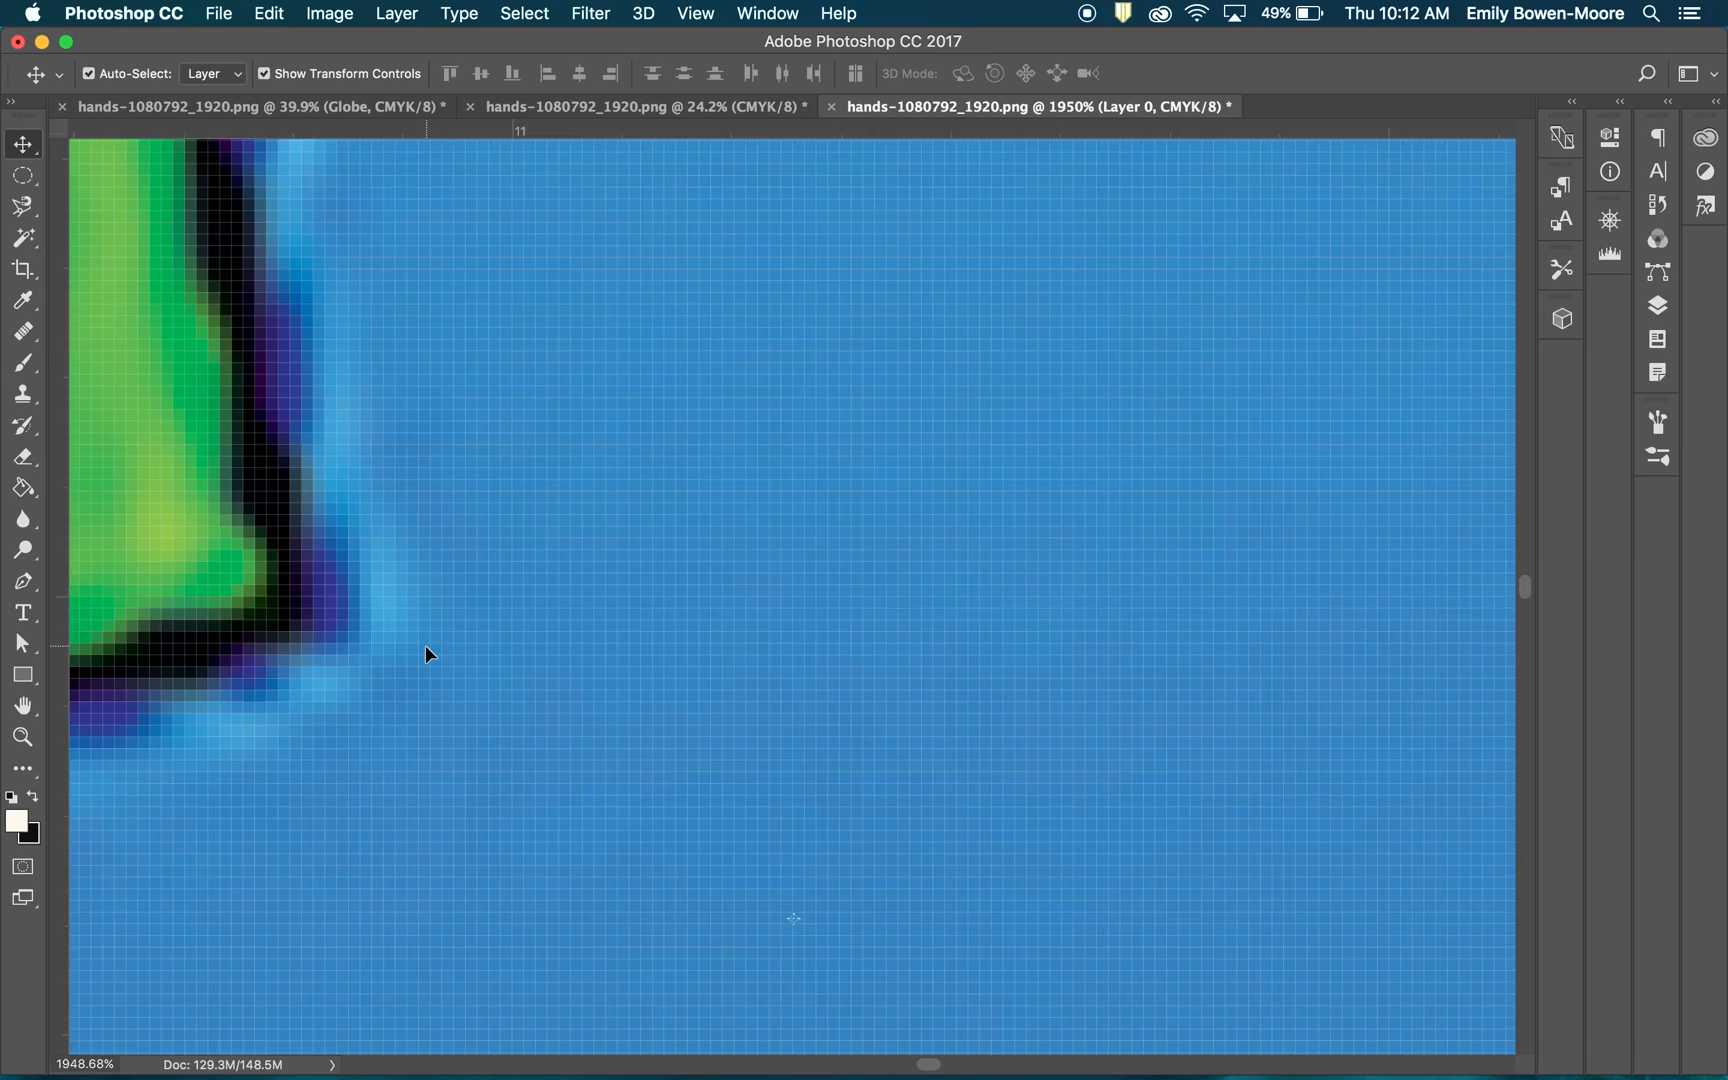 Photoshop CC File Edit Image Layer Type Select Filter 3D View Window Help 49% Thu 10:12 AM Emily Bowen-Moore
Adobe Photoshop CC 2017
Auto-Select: Layer Show Transform Controls 3D Mode:
hands-1080792_1920.png @ 39.9% (Globe, CMYK/8) * hands-1080792_1920.png @ 24.2% (CMYK/8) * hands-1080792_1920.png @ 1950% (Layer 0, CMYK/8) *
11
1948.68% Doc: 129.3M/148.5M